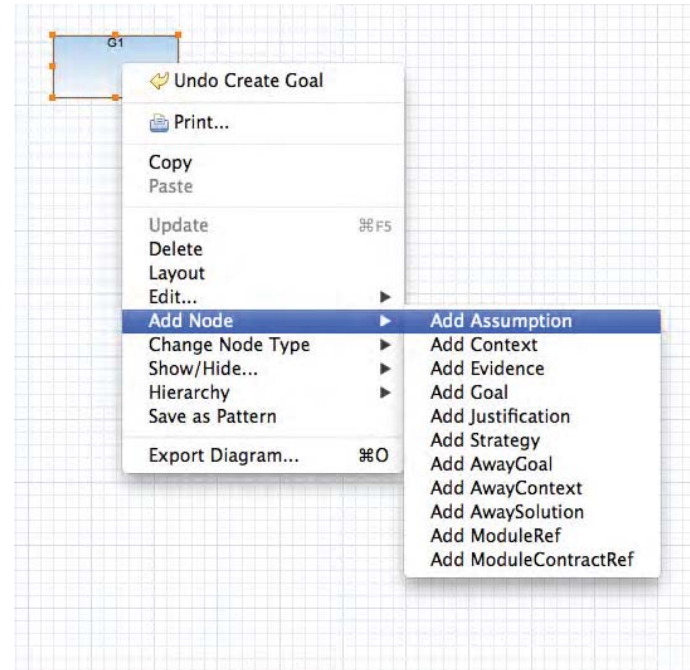 G1
Undo Create Goal
Print...
Copy
Paste
Update ⌘F5
Delete
Layout
Edit...
Add Node
Change Node Type
Show/Hide...
Hierarchy
Save as Pattern
Export Diagram... ⌘O
Add Assumption
Add Context
Add Evidence
Add Goal
Add Justification
Add Strategy
Add AwayGoal
Add AwayContext
Add AwaySolution
Add ModuleRef
Add ModuleContractRef